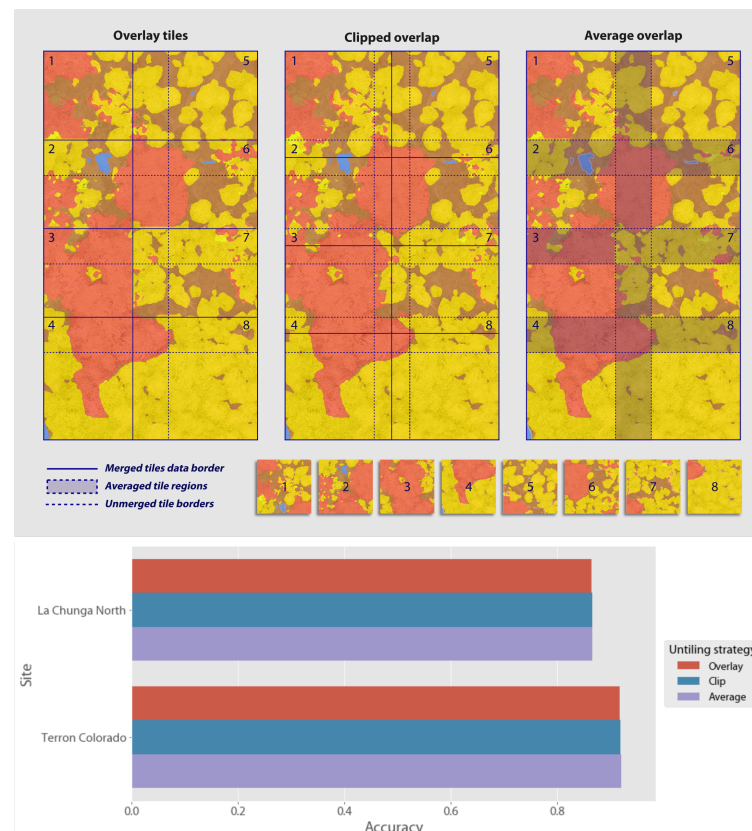 Overlay tiles
Clipped overlap
Average overlap
1 5
2 6
3 7
4 8
1 5
2 6
3 7
4 8
1 5
2 6
3 7
4 8
Merged tiles data border
Averaged tile regions
Unmerged tile borders
1 2 3 4 5 6 7 8
La Chunga North
Terron Colorado
Site
0.0 0.2 0.4 0.6 0.8
Accuracy
Untiling strategy
Overlay
Clip
Average